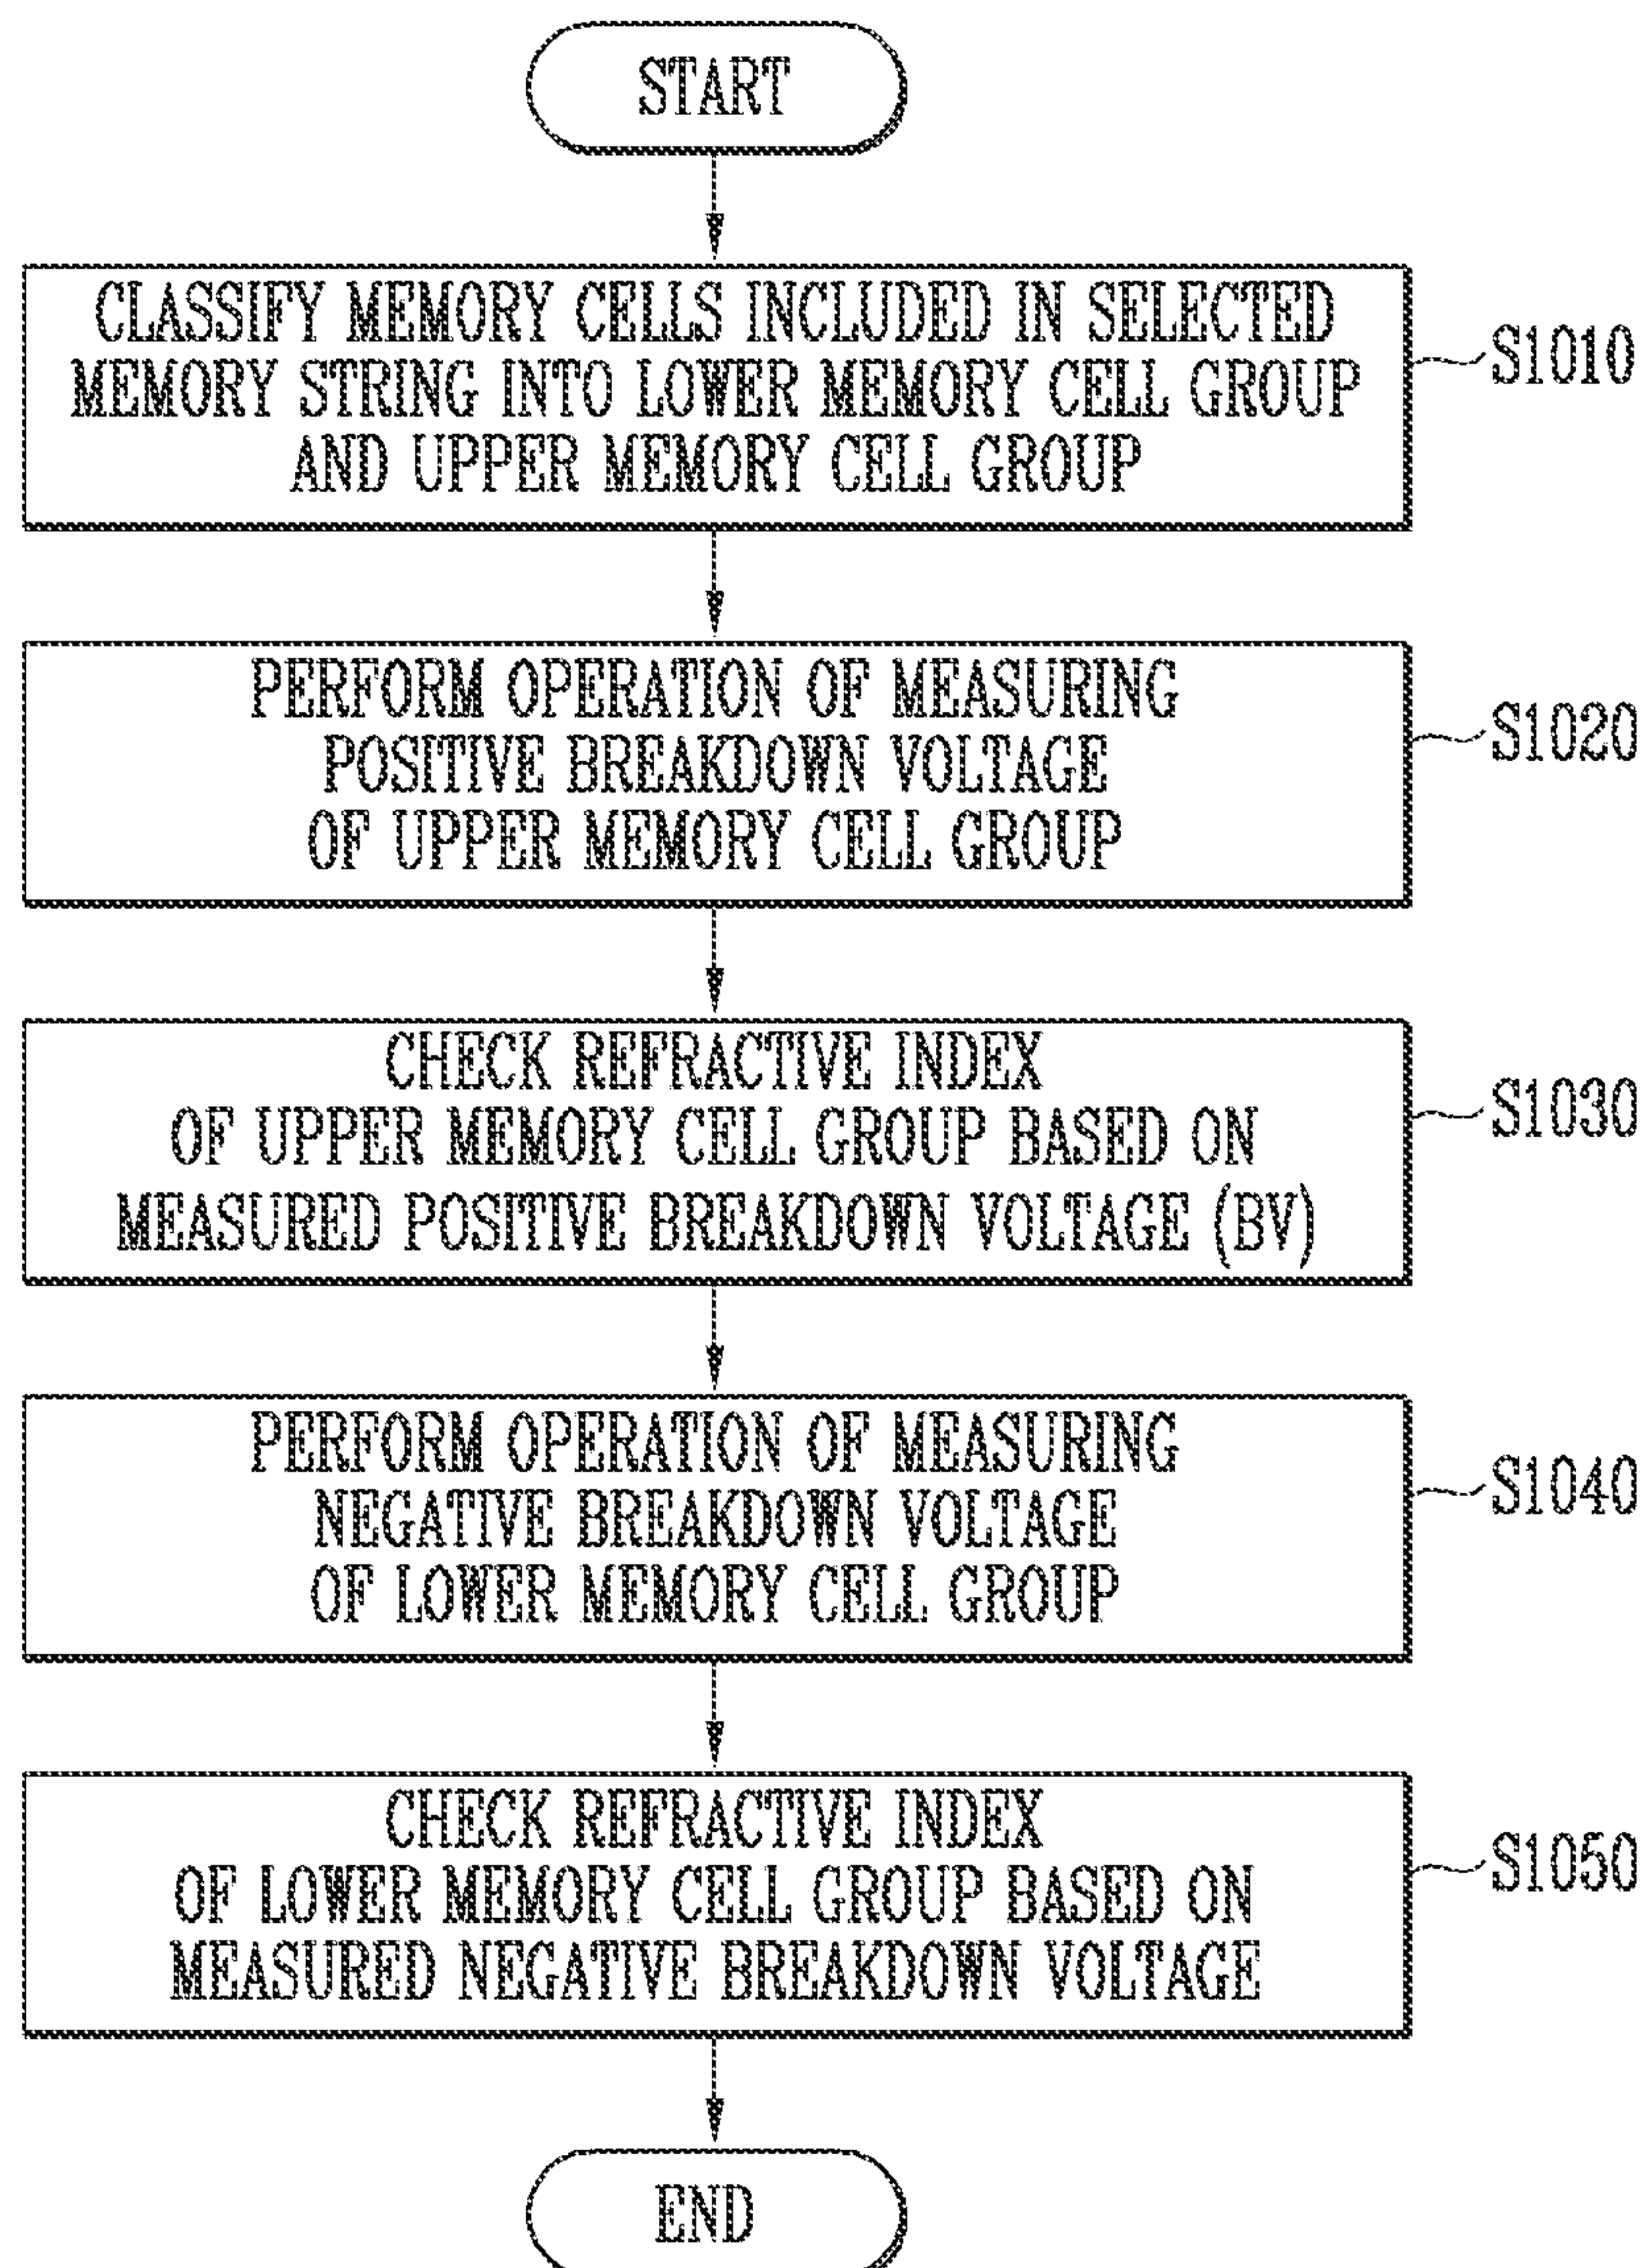 START
CLASSIFY MEMORY CELLS INCLUDED IN SELECTED
MEMORY STRING INTO LOWER MEMORY CELL GROUP
AND UPPER MEMORY CELL GROUP
S1010
PERFORM OPERATION OF MEASURING
POSITIVE BREAKDOWN VOLTAGE
OF UPPER MEMORY CELL GROUP
S1020
CHECK REFRACTIVE INDEX
OF UPPER MEMORY CELL GROUP BASED ON
MEASURED POSITIVE BREAKDOWN VOLTAGE (BV)
S1030
PERFORM OPERATION OF MEASURING
NEGATIVE BREAKDOWN VOLTAGE
OF LOWER MEMORY CELL GROUP
S1040
CHECK REFRACTIVE INDEX
OF LOWER MEMORY CELL GROUP BASED ON
MEASURED NEGATIVE BREAKDOWN VOLTAGE
S1050
END